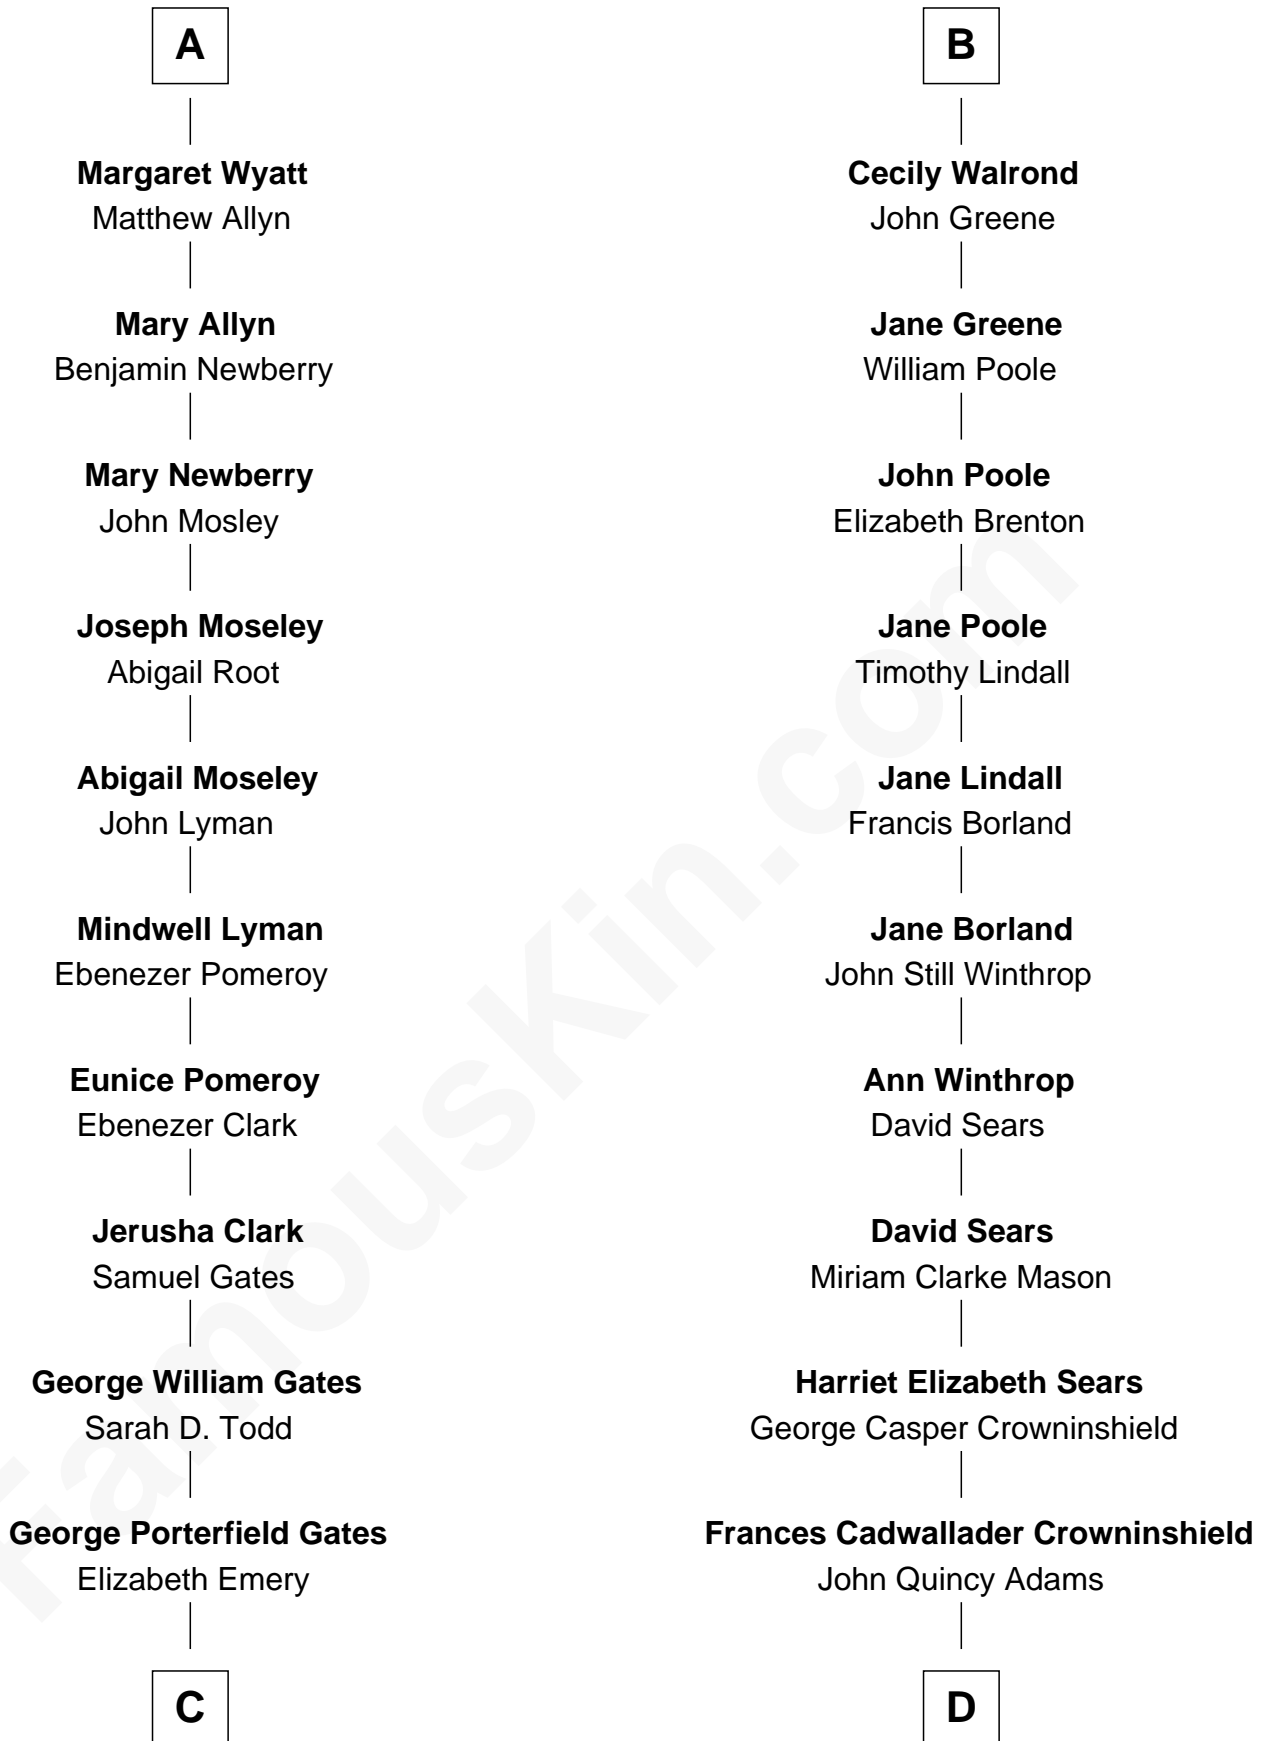 A
Margaret Wyatt
Matthew Allyn
Mary Allyn
Benjamin Newberry
Mary Newberry
John Mosley
Joseph Moseley
Abigail Root
Abigail Moseley
John Lyman
Mindwell Lyman
Ebenezer Pomeroy
Eunice Pomeroy
Ebenezer Clark
Jerusha Clark
Samuel Gates
George William Gates
Sarah D. Todd
George Porterfield Gates
Elizabeth Emery
C
B
Cecily Walrond
John Greene
Jane Greene
William Poole
John Poole
Elizabeth Brenton
Jane Poole
Timothy Lindall
Jane Lindall
Francis Borland
Jane Borland
John Still Winthrop
Ann Winthrop
David Sears
David Sears
Miriam Clarke Mason
Harriet Elizabeth Sears
George Casper Crowninshield
Frances Cadwallader Crowninshield
John Quincy Adams
D
FamousKin.com